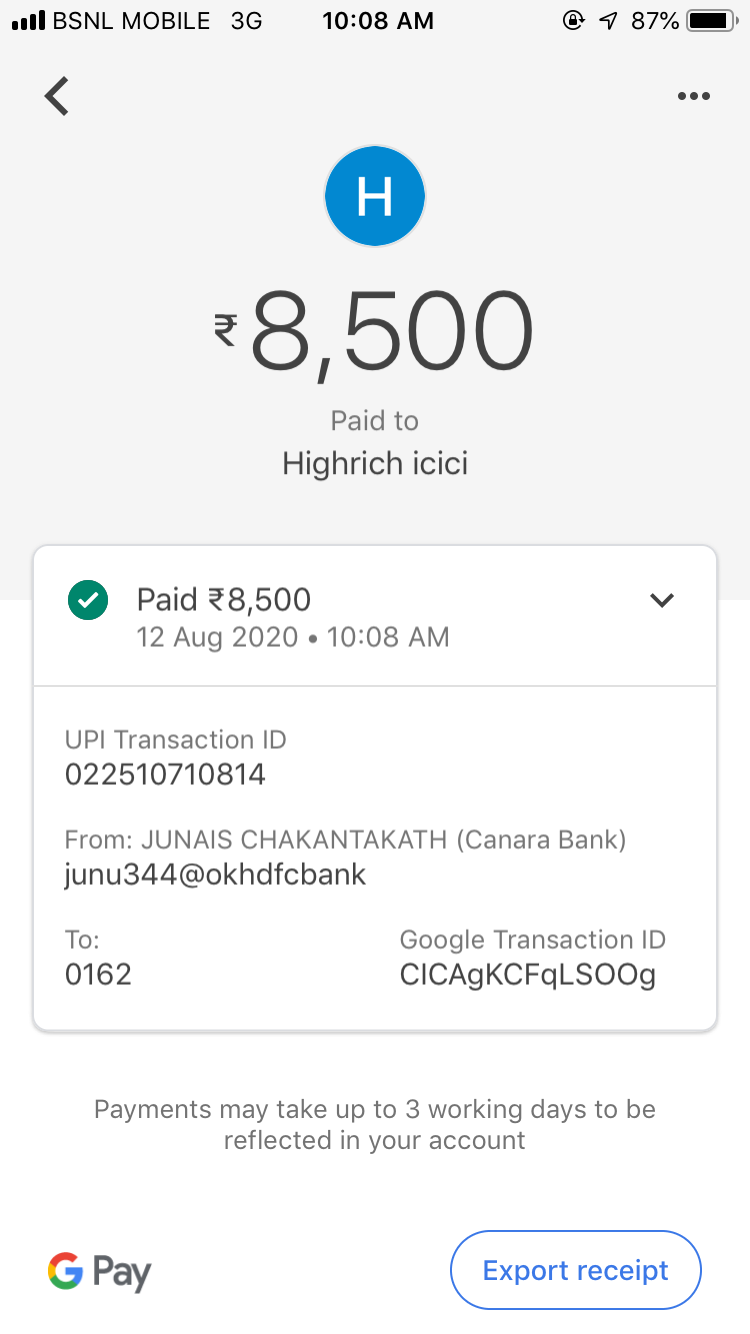 BSNL MOBILE 3G 10:08 AM 87%
H
₹8,500
Paid to
Highrich icici
Paid ₹8,500
12 Aug 2020 • 10:08 AM
UPI Transaction ID
022510710814
From: JUNAIS CHAKANTAKATH (Canara Bank)
junu344@okhdfcbank
To:
0162
Google Transaction ID
CICAgKCFqLSOOg
Payments may take up to 3 working days to be
reflected in your account
G Pay
Export receipt